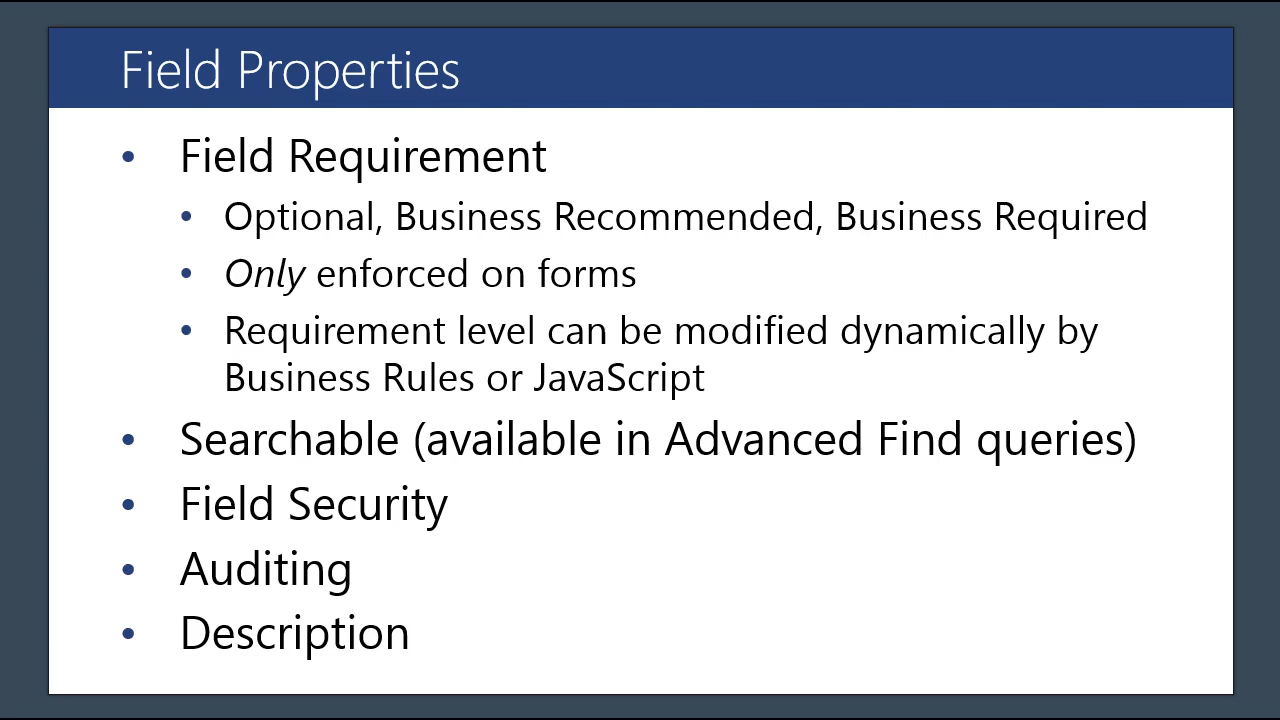 Field Properties
• Field Requirement
• Optional, Business Recommended, Business Required
• Only enforced on forms
• Requirement level can be modified dynamically by
Business Rules or JavaScript
• Searchable (available in Advanced Find queries)
• Field Security
• Auditing
• Description